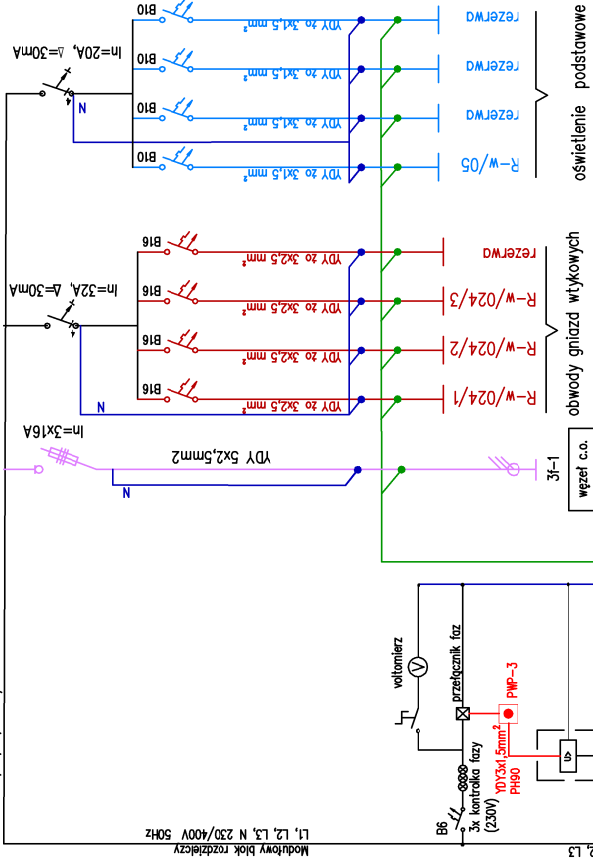 B10
YDY żo 3x1,5 mm²
rezerwa
In=20A, Δ=30mA
B10
YDY żo 3x1,5 mm²
rezerwa
4
N
B10
YDY żo 3x1,5 mm²
rezerwa
B10
YDY żo 3x1,5 mm²
R-w/05
oświetlenie podstawowe
B16
YDY żo 3x2,5 mm²
rezerwa
In=32A, Δ=30mA
B16
YDY żo 3x2,5 mm²
R-w/024/3
4
B16
YDY żo 3x2,5 mm²
R-w/024/2
B16
YDY żo 3x2,5 mm²
R-w/024/1
N
obwody gniazd wtykowych
In=3x16A
YDY 5x2,5mm2
N
3f-1
węzeł c.o.
voltomierz
V
przełącznik faz
PWP-3
YDY3x1,5mm²
PH90
U>
B6
3x kontrolka fazy
(230V)
Modułowy blok rozdzielczy
L1, L2, L3, N 230/400V 50Hz
L3